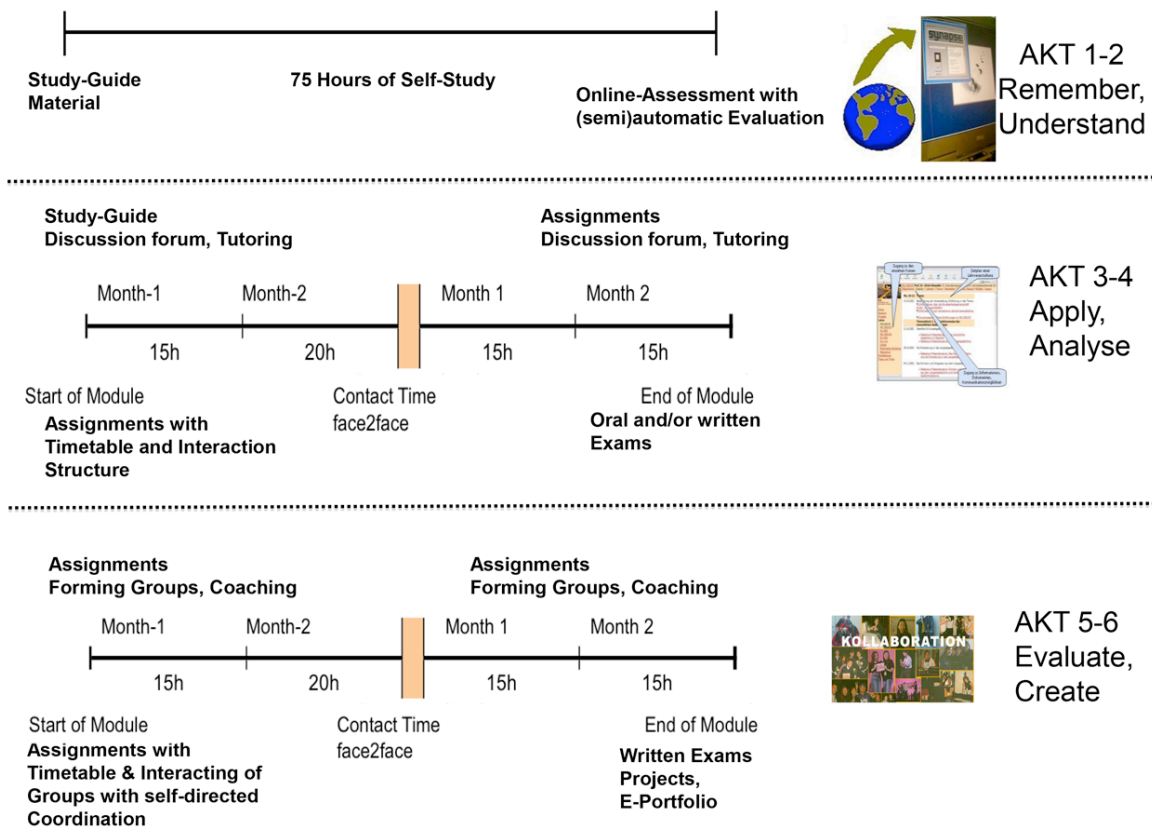 Study-Guide
Material
75 Hours of Self-Study
Online-Assessment with
(semi)automatic Evaluation
synapse
AKT 1-2
Remember,
Understand
Study-Guide
Discussion forum, Tutoring
Assignments
Discussion forum, Tutoring
Month-1
Month-2
Month 1
Month 2
15h
20h
15h
15h
Start of Module
Contact Time
face2face
End of Module
Assignments with
Timetable and Interaction
Structure
Oral and/or written
Exams
AKT 3-4
Apply,
Analyse
Assignments
Forming Groups, Coaching
Assignments
Forming Groups, Coaching
Month-1
Month-2
Month 1
Month 2
15h
20h
15h
15h
Start of Module
Contact Time
face2face
End of Module
Assignments with
Timetable & Interacting of
Groups with self-directed
Coordination
Written Exams
Projects,
E-Portfolio
KOLLABORATION
AKT 5-6
Evaluate,
Create